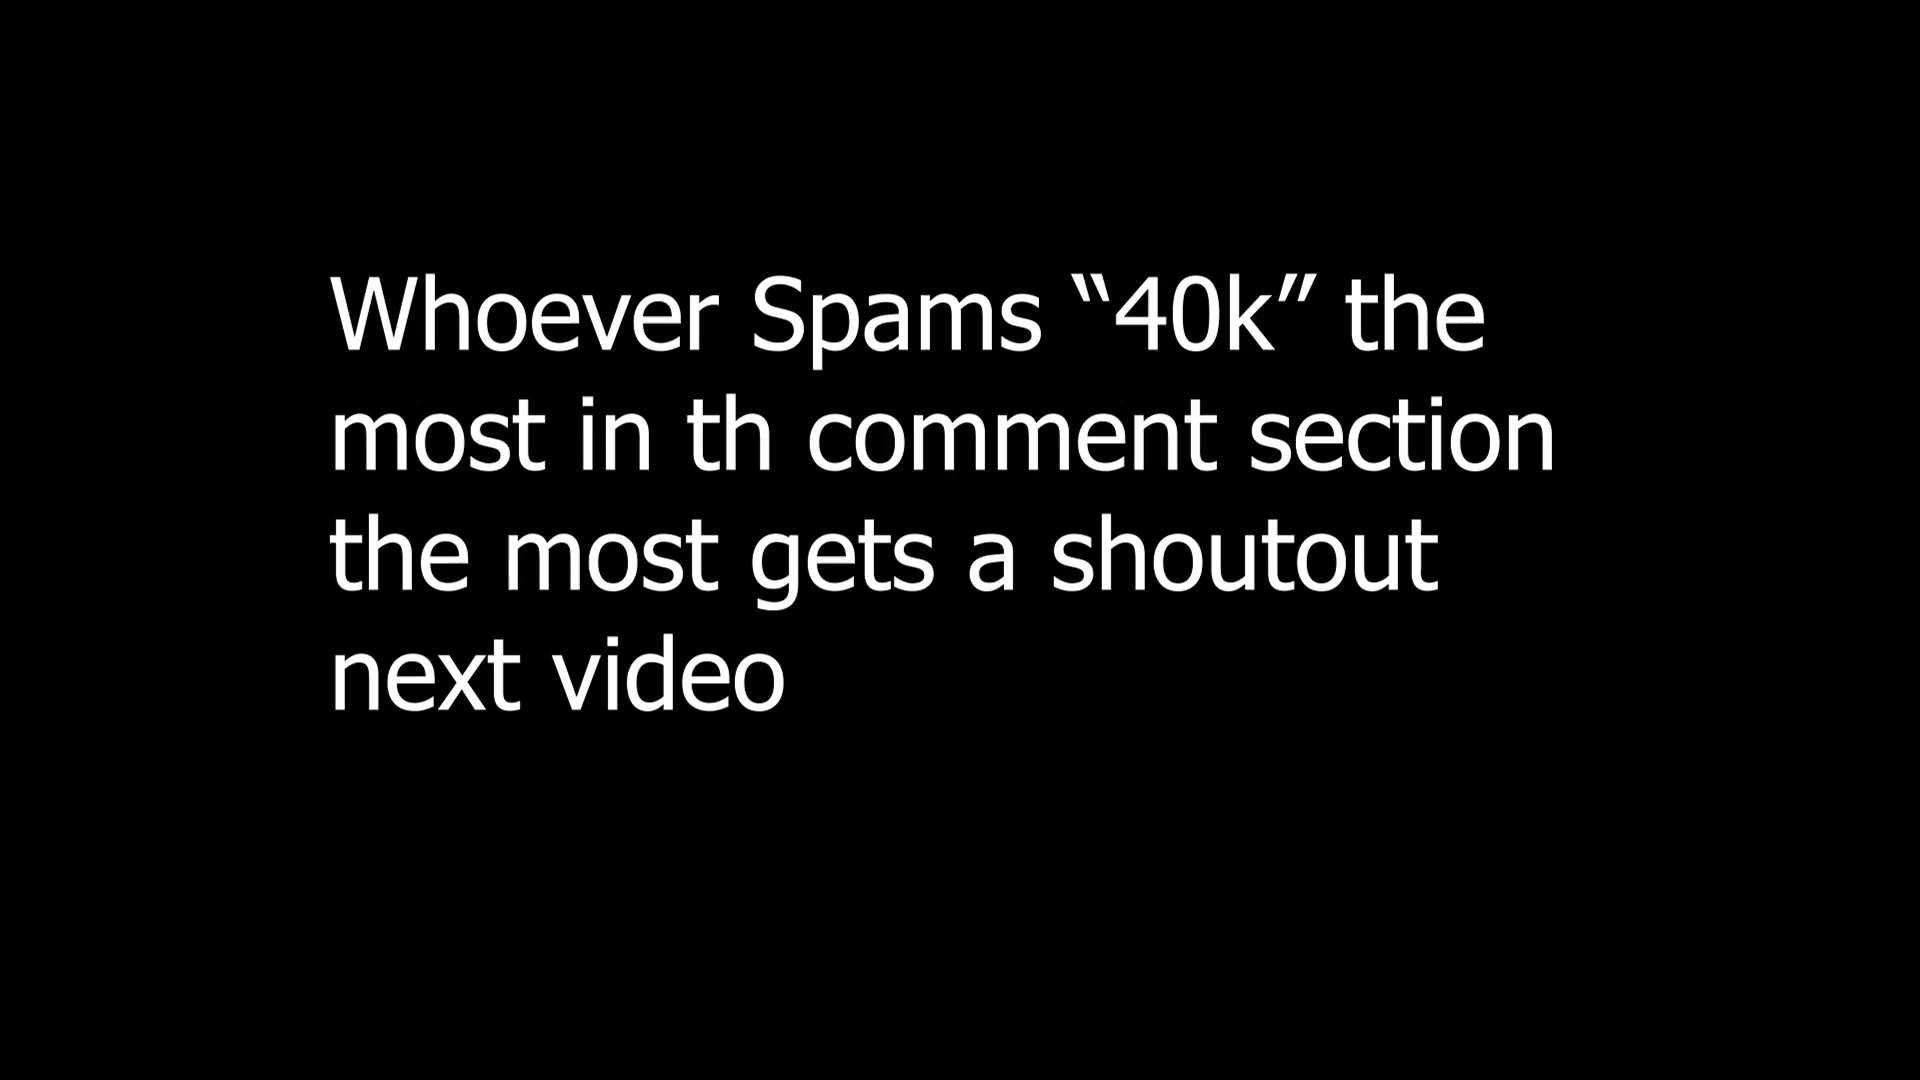 Whoever Spams “40k” the
most in th comment section
the most gets a shoutout
next video